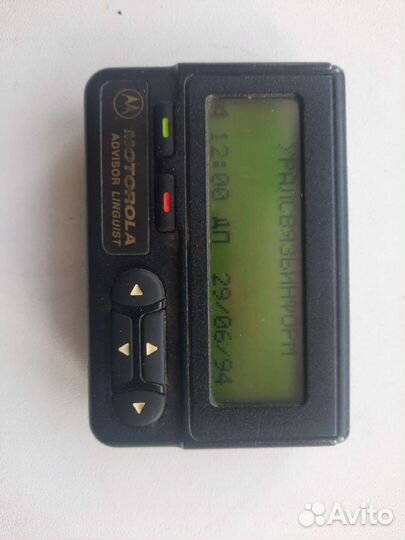 MOTOROLA
ADVISOR LINGUIST
УРАЛСВЯЗЬИНФОРМ
12:00 ДП 29/06/94
Avito